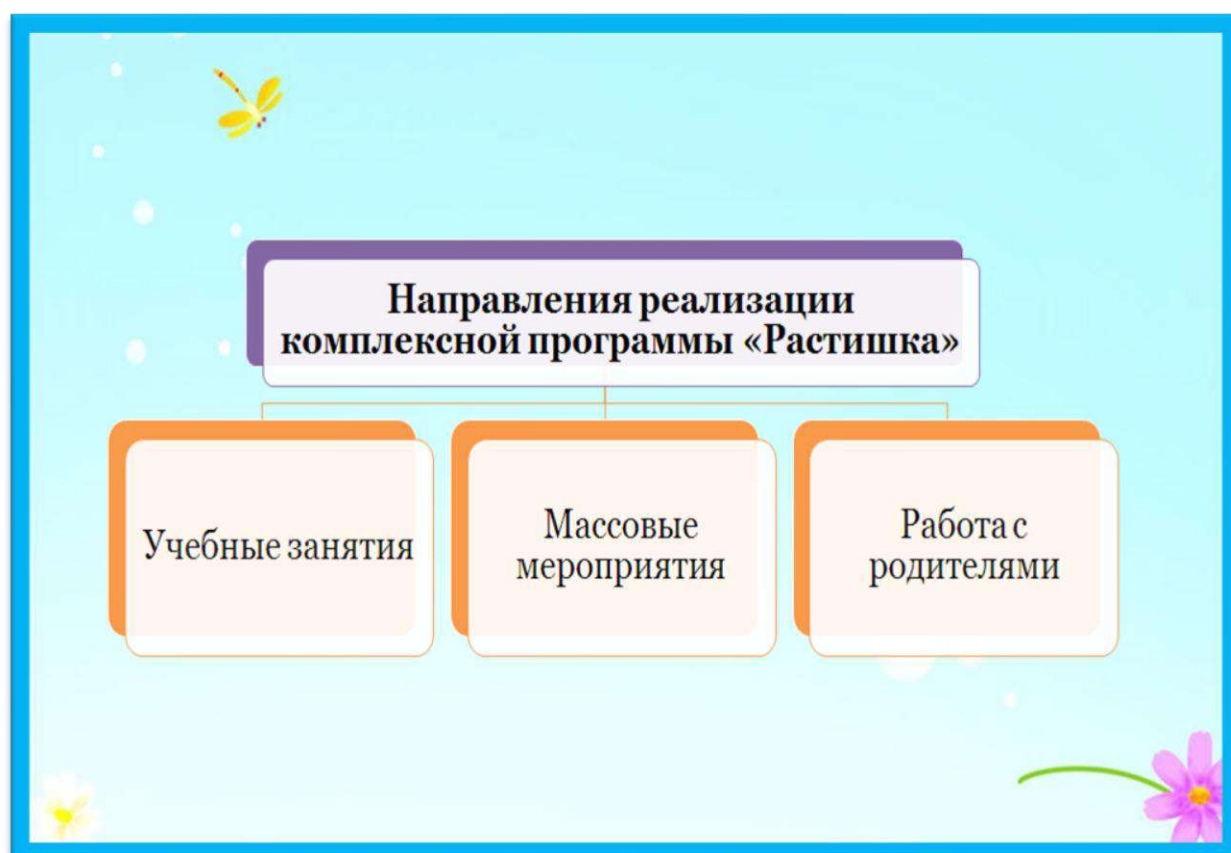 Направления реализации
комплексной программы «Растишка»
Учебные занятия
Массовые
мероприятия
Работа с
родителями